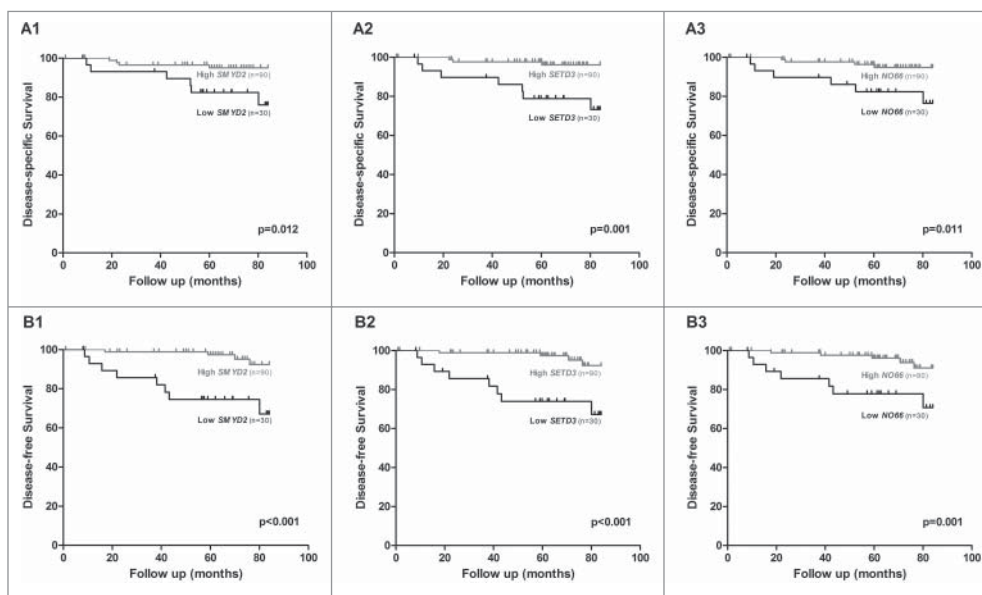 A1
Disease-specific Survival
100
80
60
40
20
0
High SMYD2 (n=90)
Low SMYD2 (n=30)
p=0.012
0 20 40 60 80 100
Follow up (months)
A2
Disease-specific Survival
100
80
60
40
20
0
High SETD3 (n=90)
Low SETD3 (n=30)
p=0.001
0 20 40 60 80 100
Follow up (months)
A3
Disease-specific Survival
100
80
60
40
20
0
High NO66 (n=90)
Low NO66 (n=30)
p=0.011
0 20 40 60 80 100
Follow up (months)
B1
Disease-free Survival
100
80
60
40
20
0
High SMYD2 (n=90)
Low SMYD2 (n=30)
p<0.001
0 20 40 60 80 100
Follow up (months)
B2
Disease-free Survival
100
80
60
40
20
0
High SETD3 (n=90)
Low SETD3 (n=30)
p<0.001
0 20 40 60 80 100
Follow up (months)
B3
Disease-free Survival
100
80
60
40
20
0
High NO66 (n=90)
Low NO66 (n=30)
p=0.001
0 20 40 60 80 100
Follow up (months)